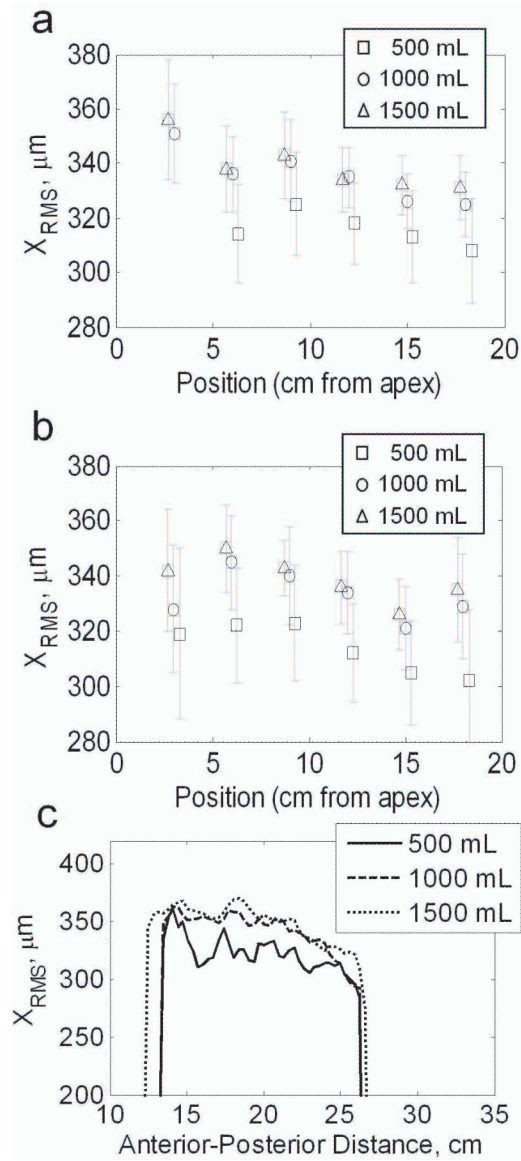 a
500 mL
1000 mL
1500 mL
380
360
340
320
300
280
0 5 10 15 20
X_RMS, μm
Position (cm from apex)
b
500 mL
1000 mL
1500 mL
380
360
340
320
300
280
0 5 10 15 20
X_RMS, μm
Position (cm from apex)
c
500 mL
1000 mL
1500 mL
400
350
300
250
200
10 15 20 25 30 35
X_RMS, μm
Anterior-Posterior Distance, cm